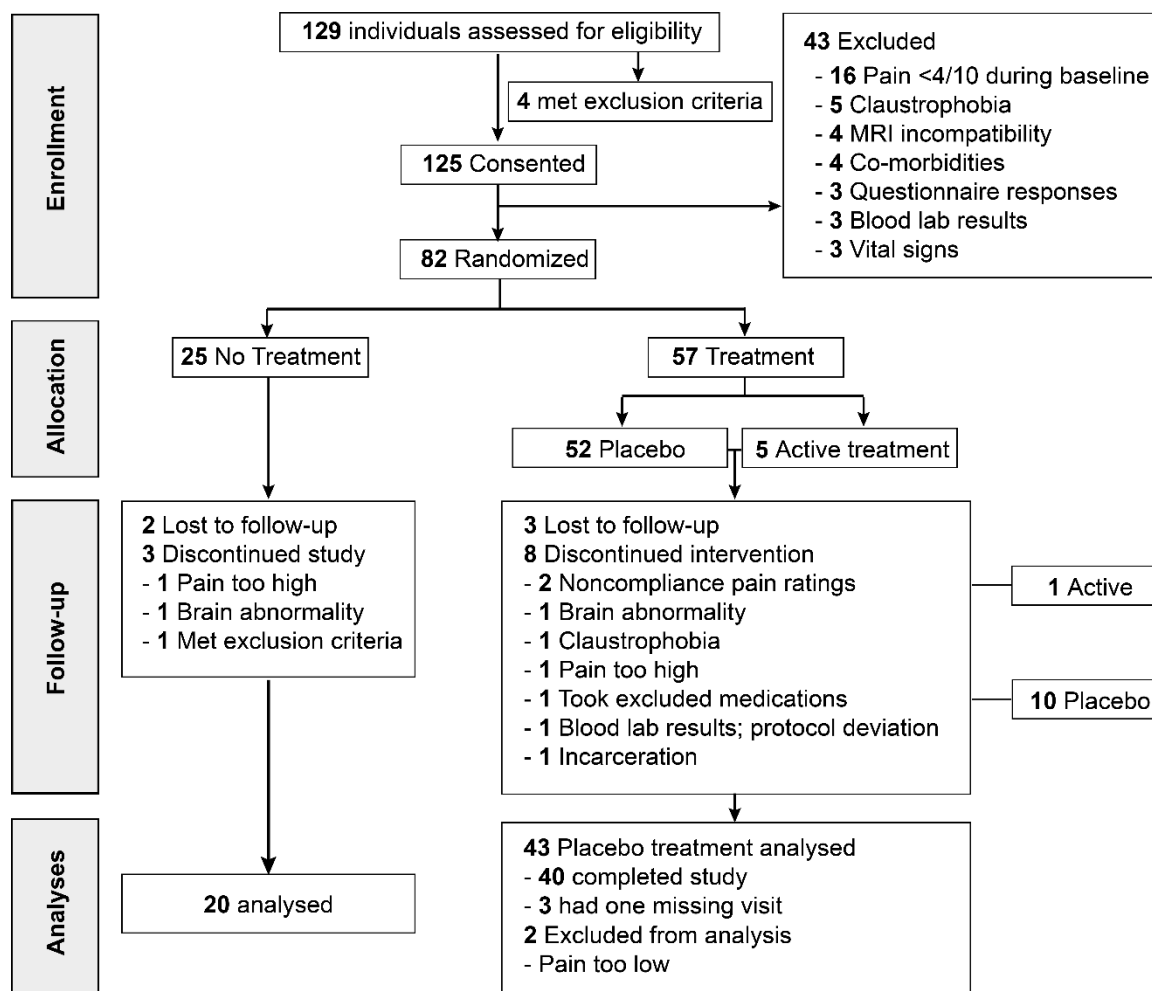 Enrollment
129 individuals assessed for eligibility
4 met exclusion criteria
125 Consented
43 Excluded
- 16 Pain <4/10 during baseline
- 5 Claustrophobia
- 4 MRI incompatibility
- 4 Co-morbidities
- 3 Questionnaire responses
- 3 Blood lab results
- 3 Vital signs
82 Randomized
Allocation
25 No Treatment
57 Treatment
52 Placebo
5 Active treatment
Follow-up
2 Lost to follow-up
3 Discontinued study
- 1 Pain too high
- 1 Brain abnormality
- 1 Met exclusion criteria
3 Lost to follow-up
8 Discontinued intervention
- 2 Noncompliance pain ratings
- 1 Brain abnormality
- 1 Claustrophobia
- 1 Pain too high
- 1 Took excluded medications
- 1 Blood lab results; protocol deviation
- 1 Incarceration
1 Active
10 Placebo
Analyses
20 analysed
43 Placebo treatment analysed
- 40 completed study
- 3 had one missing visit
2 Excluded from analysis
- Pain too low